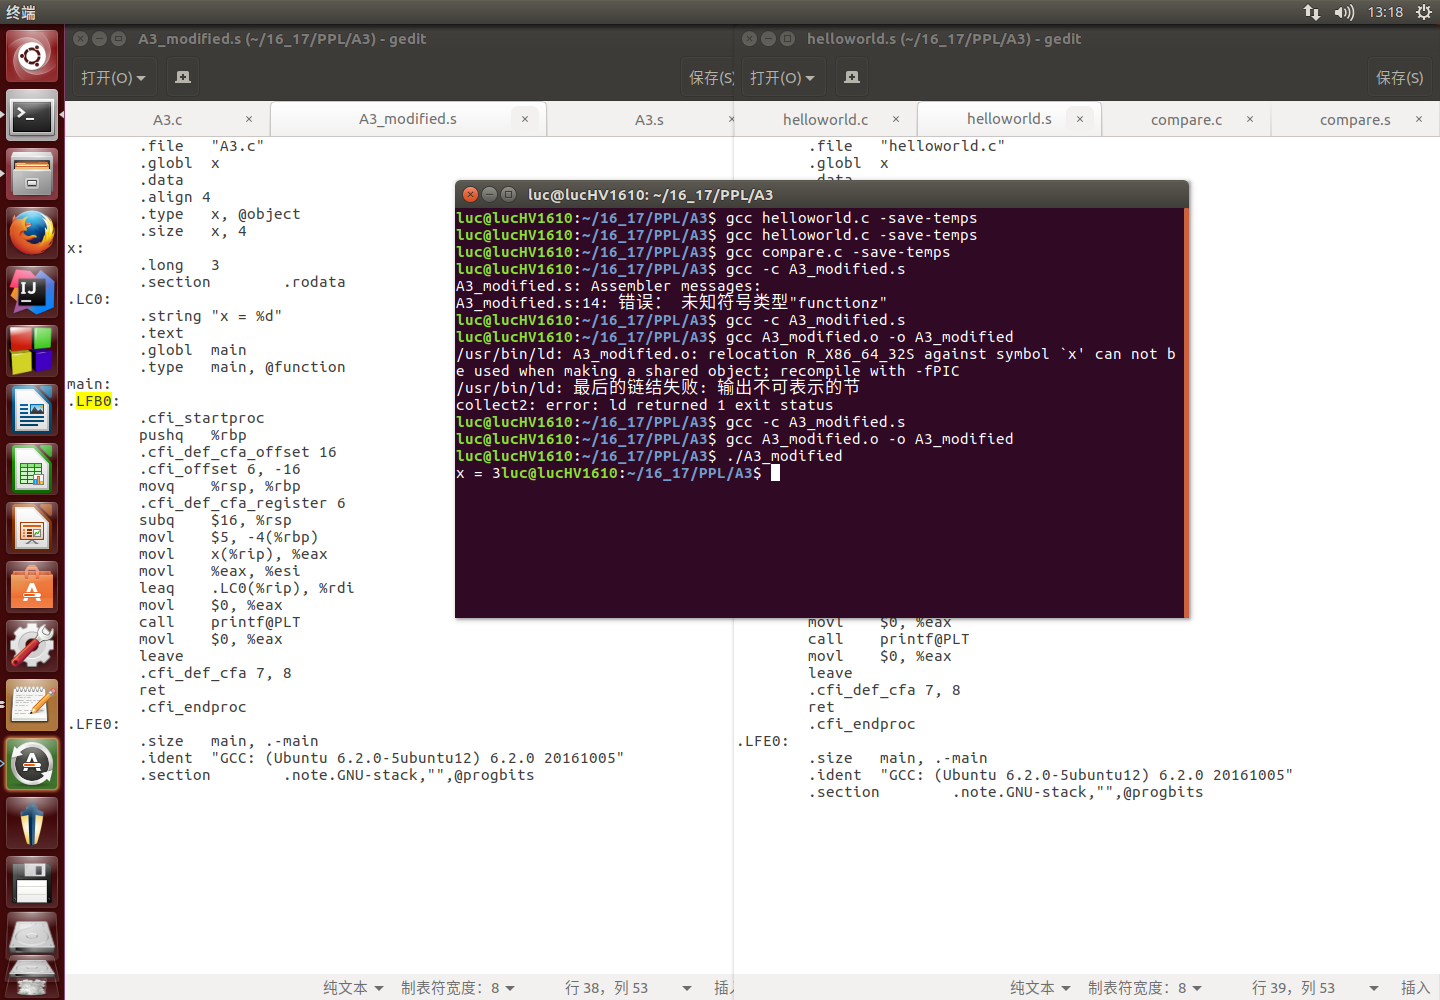 终端
13:18
A3_modified.s (~/16_17/PPL/A3) - gedit
打开(O)
保存(S)
A3.c
A3_modified.s
A3.s
.file "A3.c"
.globl x
.data
.align 4
.type x, @object
.size x, 4
x:
.long 3
.section .rodata
.LC0:
.string "x = %d"
.text
.globl main
.type main, @function
main:
.LFB0:
.cfi_startproc
pushq %rbp
.cfi_def_cfa_offset 16
.cfi_offset 6, -16
movq %rsp, %rbp
.cfi_def_cfa_register 6
subq $16, %rsp
movl $5, -4(%rbp)
movl x(%rip), %eax
movl %eax, %esi
leaq .LC0(%rip), %rdi
movl $0, %eax
call printf@PLT
movl $0, %eax
leave
.cfi_def_cfa 7, 8
ret
.cfi_endproc
.LFE0:
.size main, .-main
.ident "GCC: (Ubuntu 6.2.0-5ubuntu12) 6.2.0 20161005"
.section .note.GNU-stack,"",@progbits
纯文本 制表符宽度: 8 行 38, 列 53 插入
helloworld.s (~/16_17/PPL/A3) - gedit
打开(O)
保存(S)
helloworld.c
helloworld.s
compare.c
compare.s
.file "helloworld.c"
.globl x
.data
luc@lucHV1610: ~/16_17/PPL/A3
luc@lucHV1610:~/16_17/PPL/A3$ gcc helloworld.c -save-temps
luc@lucHV1610:~/16_17/PPL/A3$ gcc helloworld.c -save-temps
luc@lucHV1610:~/16_17/PPL/A3$ gcc compare.c -save-temps
luc@lucHV1610:~/16_17/PPL/A3$ gcc -c A3_modified.s
A3_modified.s: Assembler messages:
A3_modified.s:14: 错误: 未知符号类型"functionz"
luc@lucHV1610:~/16_17/PPL/A3$ gcc -c A3_modified.s
luc@lucHV1610:~/16_17/PPL/A3$ gcc A3_modified.o -o A3_modified
/usr/bin/ld: A3_modified.o: relocation R_X86_64_32S against symbol `x' can not b
e used when making a shared object; recompile with -fPIC
/usr/bin/ld: 最后的链结失败: 输出不可表示的节
collect2: error: ld returned 1 exit status
luc@lucHV1610:~/16_17/PPL/A3$ gcc -c A3_modified.s
luc@lucHV1610:~/16_17/PPL/A3$ gcc A3_modified.o -o A3_modified
luc@lucHV1610:~/16_17/PPL/A3$ ./A3_modified
x = 3luc@lucHV1610:~/16_17/PPL/A3$
movl $0, %eax
call printf@PLT
movl $0, %eax
leave
.cfi_def_cfa 7, 8
ret
.cfi_endproc
.LFE0:
.size main, .-main
.ident "GCC: (Ubuntu 6.2.0-5ubuntu12) 6.2.0 20161005"
.section .note.GNU-stack,"",@progbits
纯文本 制表符宽度: 8 行 39, 列 53 插入